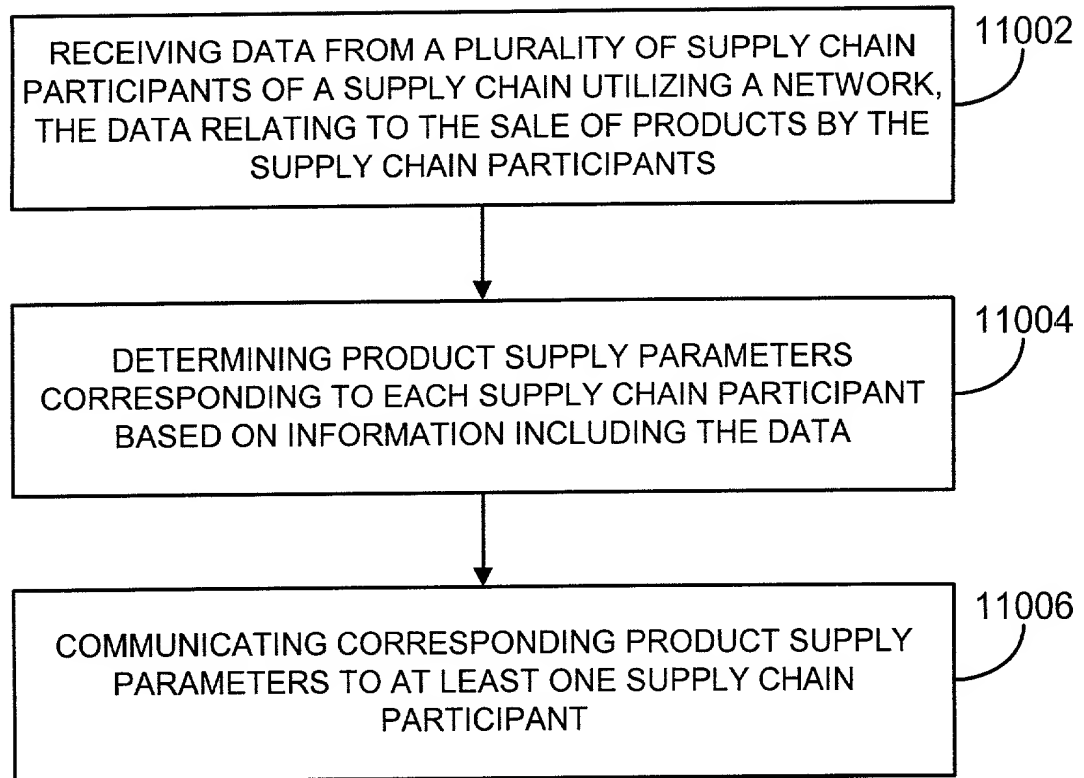 RECEIVING DATA FROM A PLURALITY OF SUPPLY CHAIN
PARTICIPANTS OF A SUPPLY CHAIN UTILIZING A NETWORK,
THE DATA RELATING TO THE SALE OF PRODUCTS BY THE
SUPPLY CHAIN PARTICIPANTS
11002
DETERMINING PRODUCT SUPPLY PARAMETERS
CORRESPONDING TO EACH SUPPLY CHAIN PARTICIPANT
BASED ON INFORMATION INCLUDING THE DATA
11004
COMMUNICATING CORRESPONDING PRODUCT SUPPLY
PARAMETERS TO AT LEAST ONE SUPPLY CHAIN
PARTICIPANT
11006